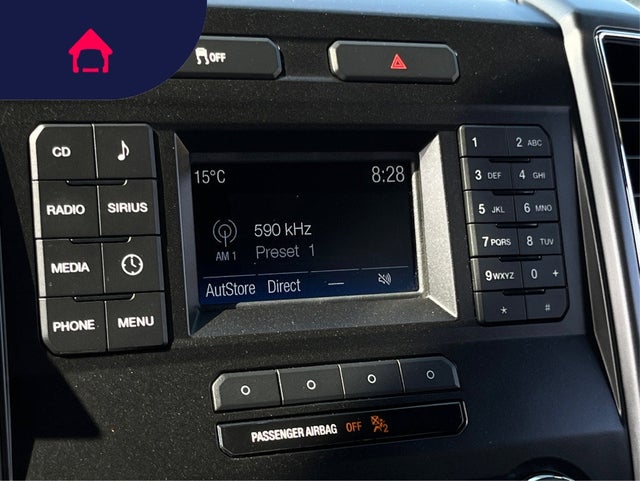 OFF
CD
RADIO SIRIUS
MEDIA
PHONE MENU
15°C 8:28
590 kHz
AM 1 Preset 1
AutStore Direct
1 2 ABC
3 DEF 4 GHI
5 JKL 6 MNO
7 PQRS 8 TUV
9 WXYZ 0 +
* #
PASSENGER AIRBAG OFF 2